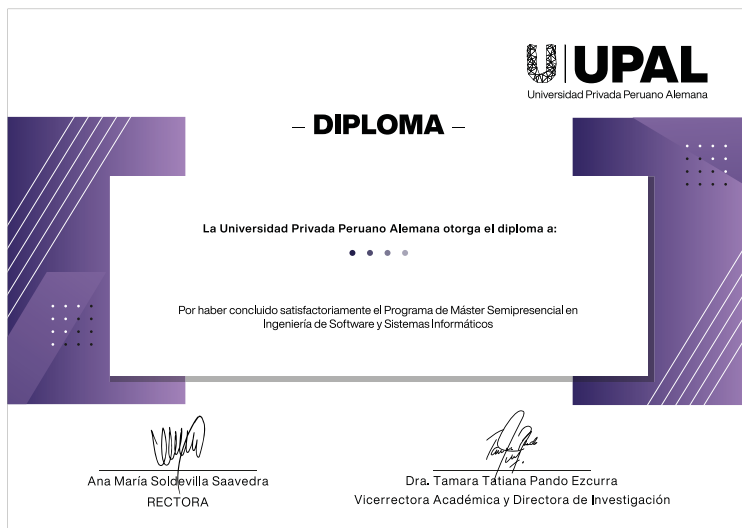 UPAL
Universidad Privada Peruano Alemana
DIPLOMA
La Universidad Privada Peruano Alemana otorga el diploma a:
Por haber concluido satisfactoriamente el Programa de Máster Semipresencial en
Ingeniería de Software y Sistemas Informáticos
Ana María Soldevilla Saavedra
RECTORA
Dra. Tamara Tatiana Pando Ezcurra
Vicerrectora Académica y Directora de Investigación